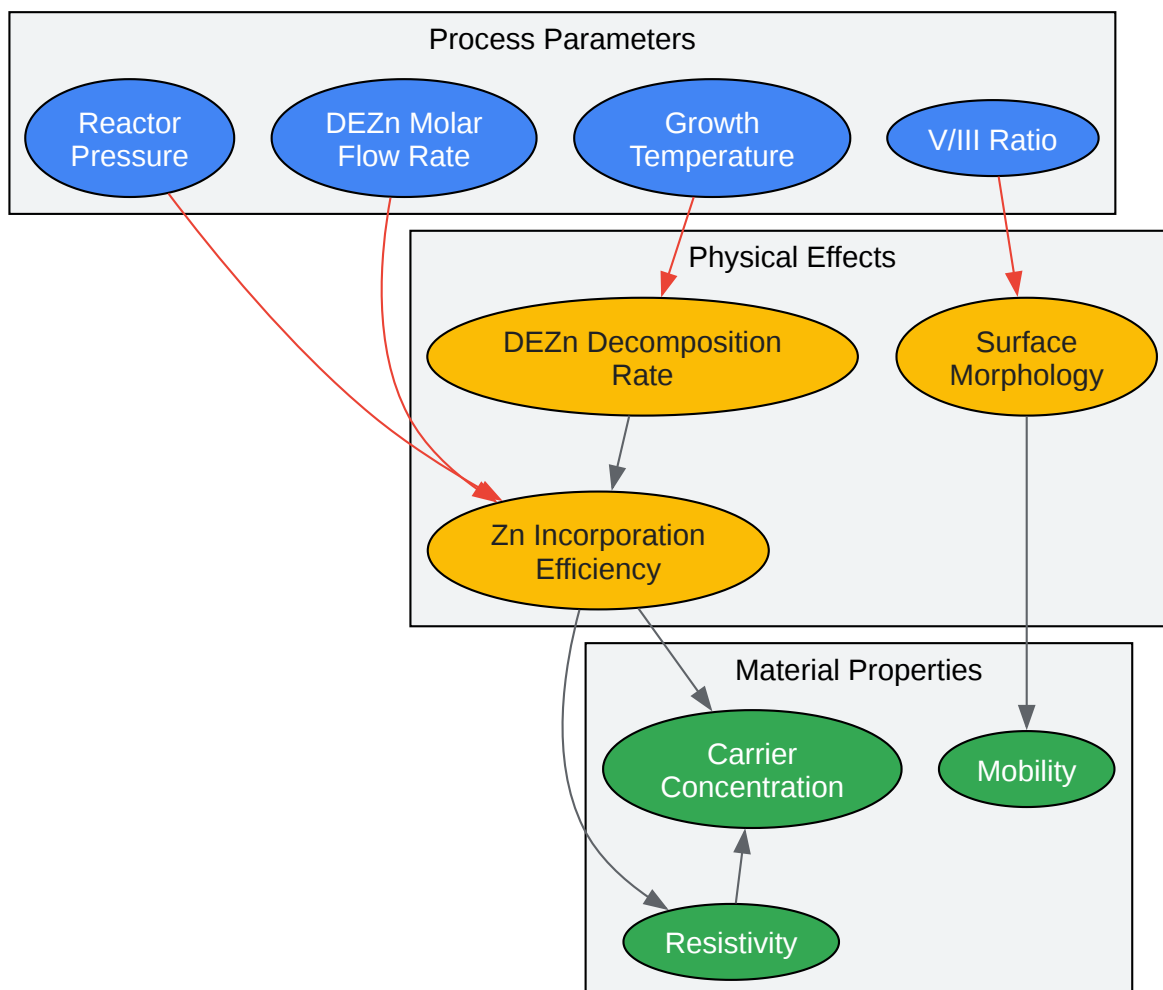 Process Parameters
Reactor
Pressure
DEZn Molar
Flow Rate
Growth
Temperature
V/III Ratio
Physical Effects
DEZn Decomposition
Rate
Surface
Morphology
Zn Incorporation
Efficiency
Material Properties
Carrier
Concentration
Mobility
Resistivity